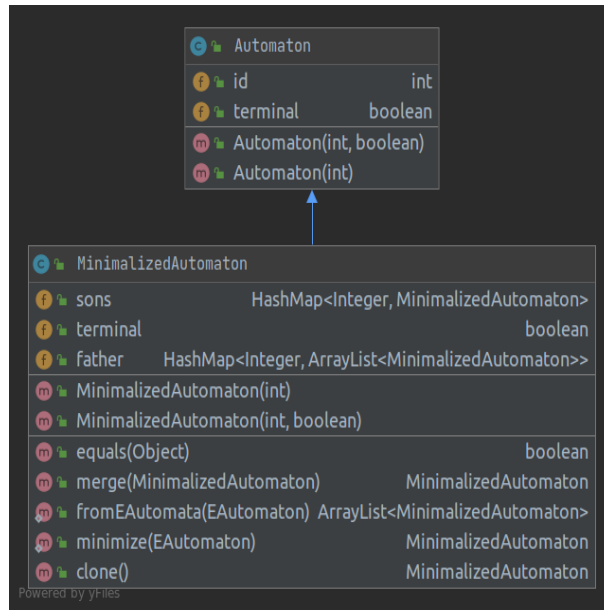 Automaton
id int
terminal boolean
Automaton(int, boolean)
Automaton(int)
MinimalizedAutomaton
sons HashMap<Integer, MinimalizedAutomaton>
terminal boolean
father HashMap<Integer, ArrayList<MinimalizedAutomaton>>
MinimalizedAutomaton(int)
MinimalizedAutomaton(int, boolean)
equals(Object) boolean
merge(MinimalizedAutomaton) MinimalizedAutomaton
fromEAutomata(EAutomaton) ArrayList<MinimalizedAutomaton>
minimize(EAutomaton) MinimalizedAutomaton
clone() MinimalizedAutomaton
Powered by yFiles